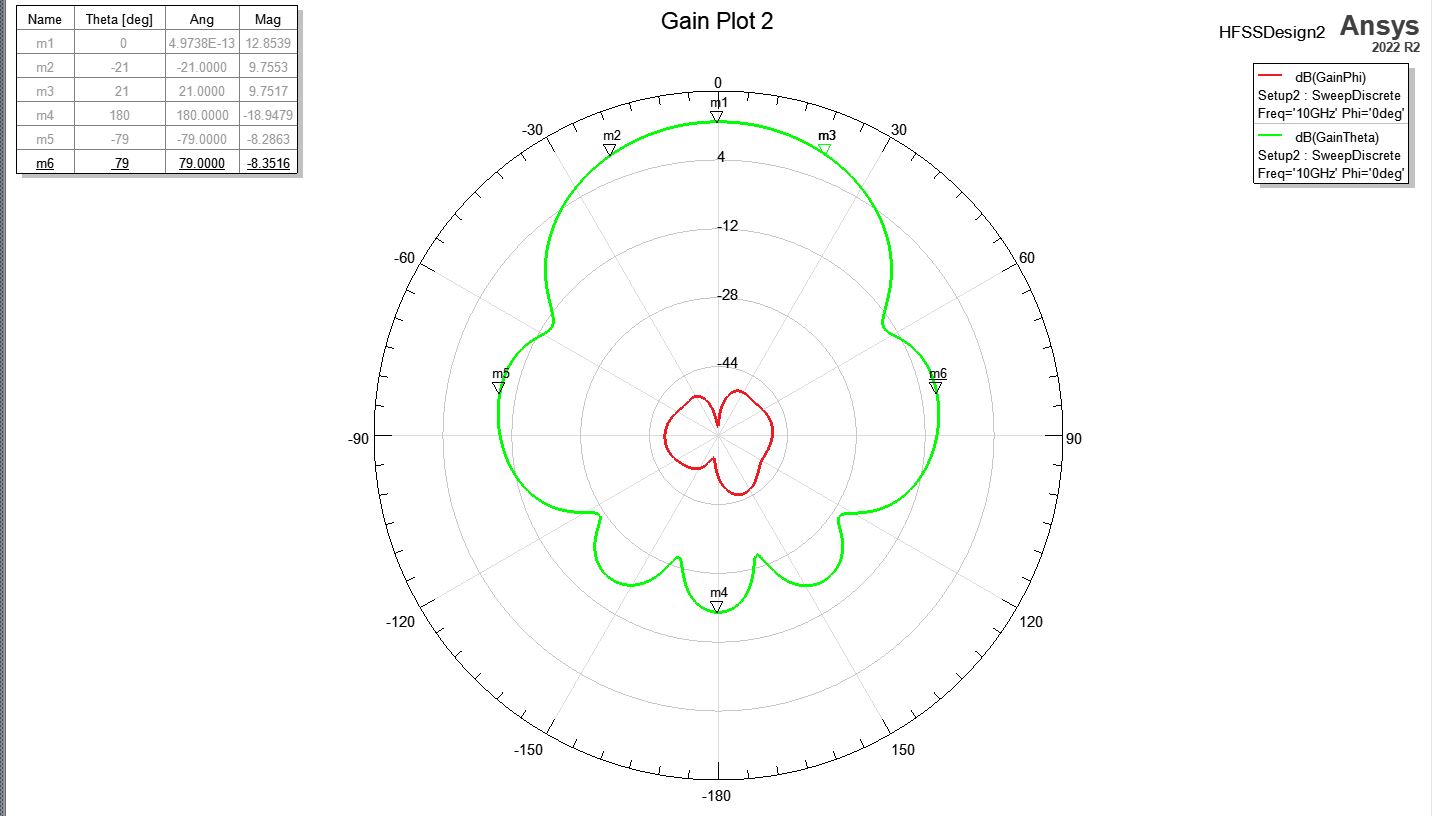 Gain Plot 2
HFSSDesign2
Ansys
2022 R2
Name Theta [deg] Ang Mag
m1 0 4.9738E-13 12.8539
m2 -21 -21.0000 9.7553
m3 21 21.0000 9.7517
m4 180 180.0000 -18.9479
m5 -79 -79.0000 -8.2863
m6 79 79.0000 -8.3516
dB(GainPhi)
Setup2 : SweepDiscrete
Freq='10GHz' Phi='0deg'
dB(GainTheta)
Setup2 : SweepDiscrete
Freq='10GHz' Phi='0deg'
0
m1
-30
m2
m3
30
4
-12
-60
60
-28
-44
m5
m6
-90
90
m4
-120
120
-150
150
-180